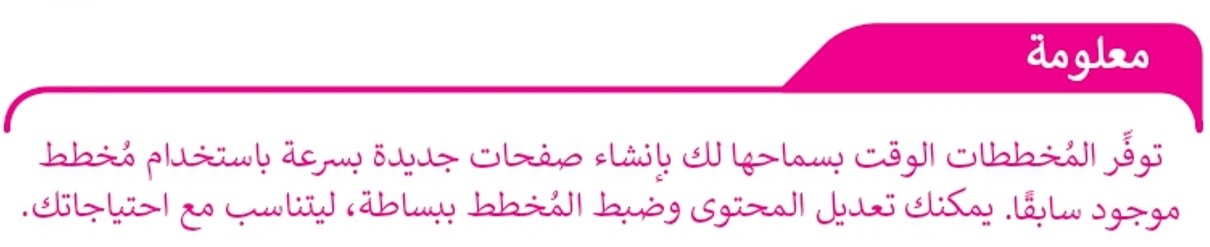 معلومة
توفِّر المُخططات الوقت بسماحها لك بإنشاء صفحات جديدة بسرعة باستخدام مُخطط
موجود سابقًا. يمكنك تعديل المحتوى وضبط المُخطط ببساطة، ليتناسب مع احتياجاتك.